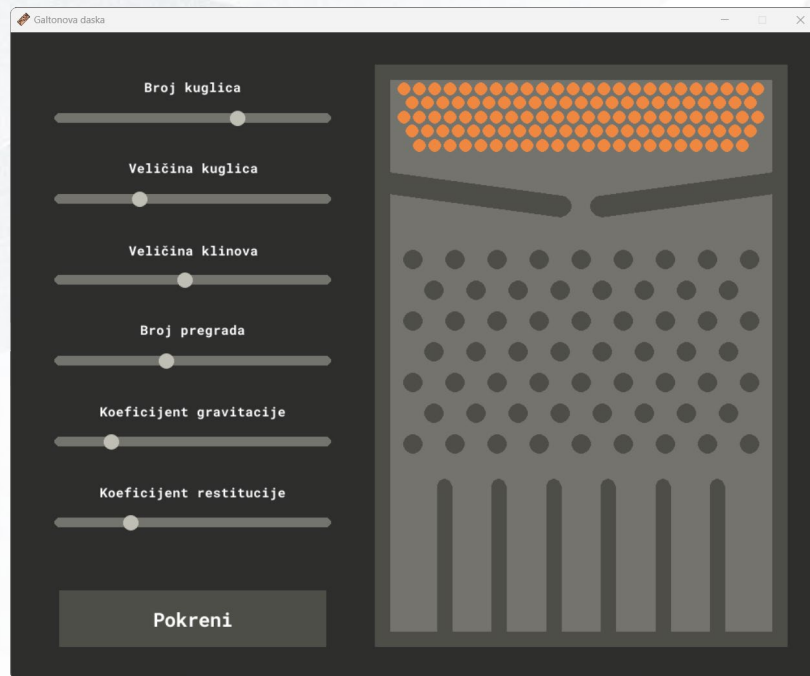 Galtonova daska
Broj kuglica
Veličina kuglica
Veličina klinova
Broj pregrada
Koeficijent gravitacije
Koeficijent restitucije
Pokreni